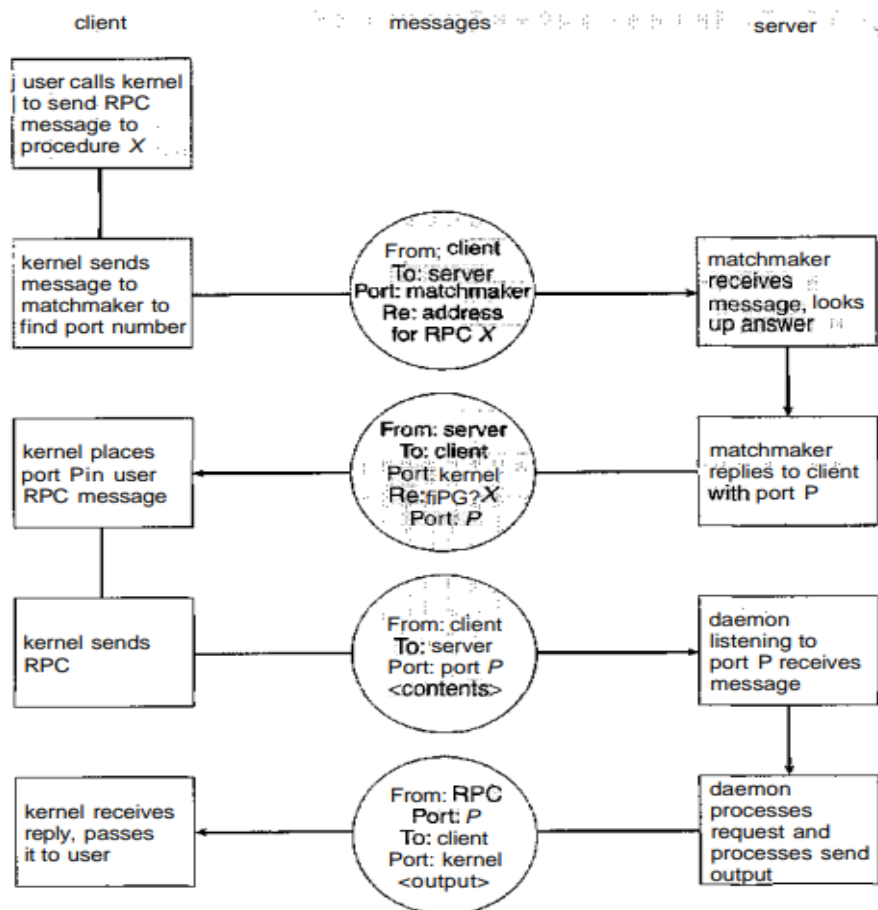 client
messages
server
j user calls kernel
| to send RPC
message to
procedure X
kernel sends
message to
matchmaker to
find port number
From; client
To: server
Port: matchmaker
Re: address
for RPC X
matchmaker
receives
message, looks
up answer
kernel places
port Pin user
RPC message
From: server
To: client
Port: kernel
Re:fiPG? X
Port: P
matchmaker
replies to client
with port P
kernel sends
RPC
From: client
To: server
Port: port P
<contents>
daemon
listening to
port P receives
message
kernel receives
reply, passes
it to user
From: RPC
Port: P
To: client
Port: kernel
<output>
daemon
processes
request and
processes send
output